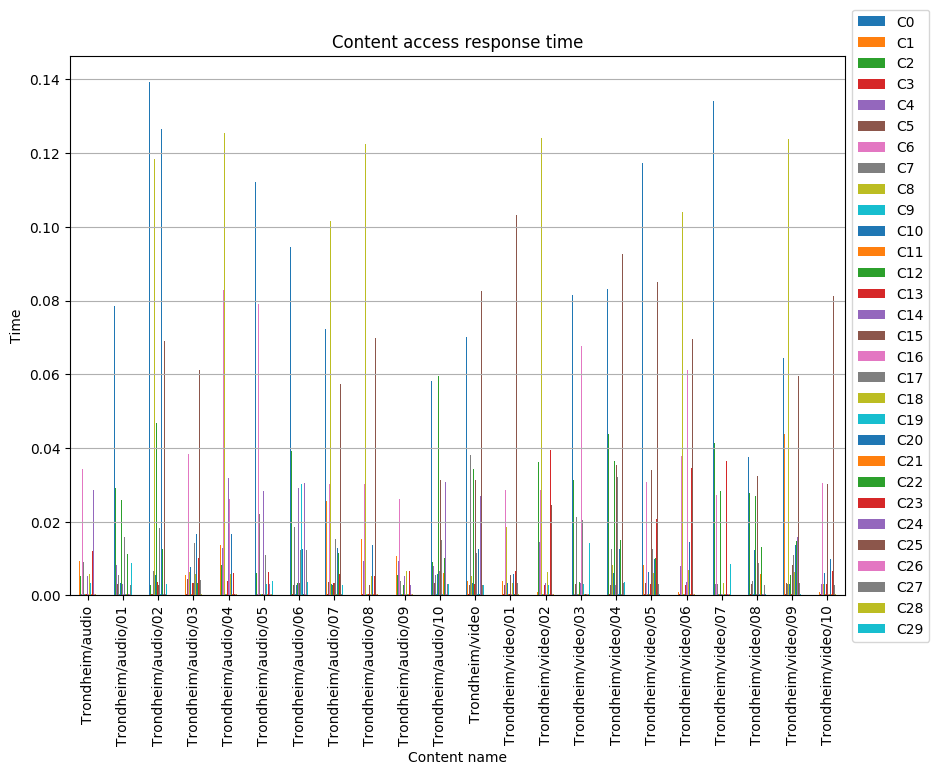 Content access response time
Time
0.14
0.12
0.10
0.08
0.06
0.04
0.02
0.00
Trondheim/audio
Trondheim/audio/01
Trondheim/audio/02
Trondheim/audio/03
Trondheim/audio/04
Trondheim/audio/05
Trondheim/audio/06
Trondheim/audio/07
Trondheim/audio/08
Trondheim/audio/09
Trondheim/audio/10
Trondheim/video
Trondheim/video/01
Trondheim/video/02
Trondheim/video/03
Trondheim/video/04
Trondheim/video/05
Trondheim/video/06
Trondheim/video/07
Trondheim/video/08
Trondheim/video/09
Trondheim/video/10
Content name
C0
C1
C2
C3
C4
C5
C6
C7
C8
C9
C10
C11
C12
C13
C14
C15
C16
C17
C18
C19
C20
C21
C22
C23
C24
C25
C26
C27
C28
C29